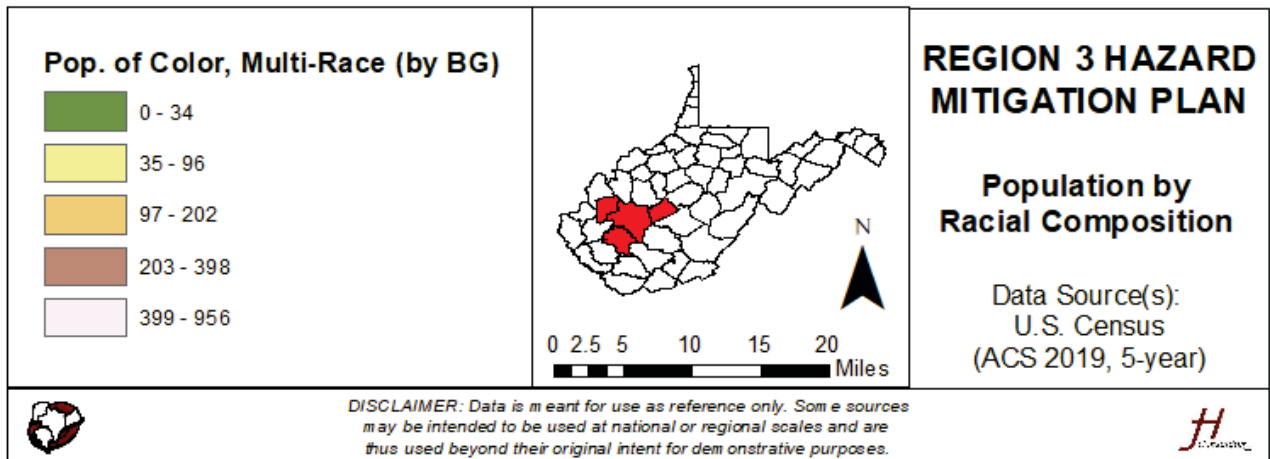 Pop. of Color, Multi-Race (by BG)
0 - 34
35 - 96
97 - 202
203 - 398
399 - 956
N
0 2.5 5 10 15 20
Miles
REGION 3 HAZARD
MITIGATION PLAN
Population by
Racial Composition
Data Source(s):
U.S. Census
(ACS 2019, 5-year)
DISCLAIMER: Data is meant for use as reference only. Some sources
may be intended to be used at national or regional scales and are
thus used beyond their original intent for demonstrative purposes.
JH